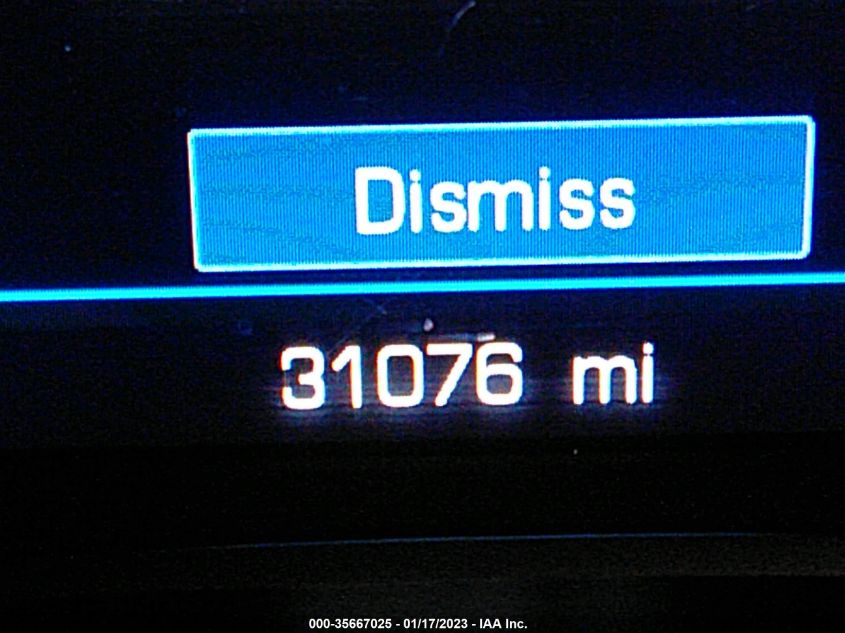 Dismiss
31076 mi
000-35667025 - 01/17/2023 - IAA Inc.